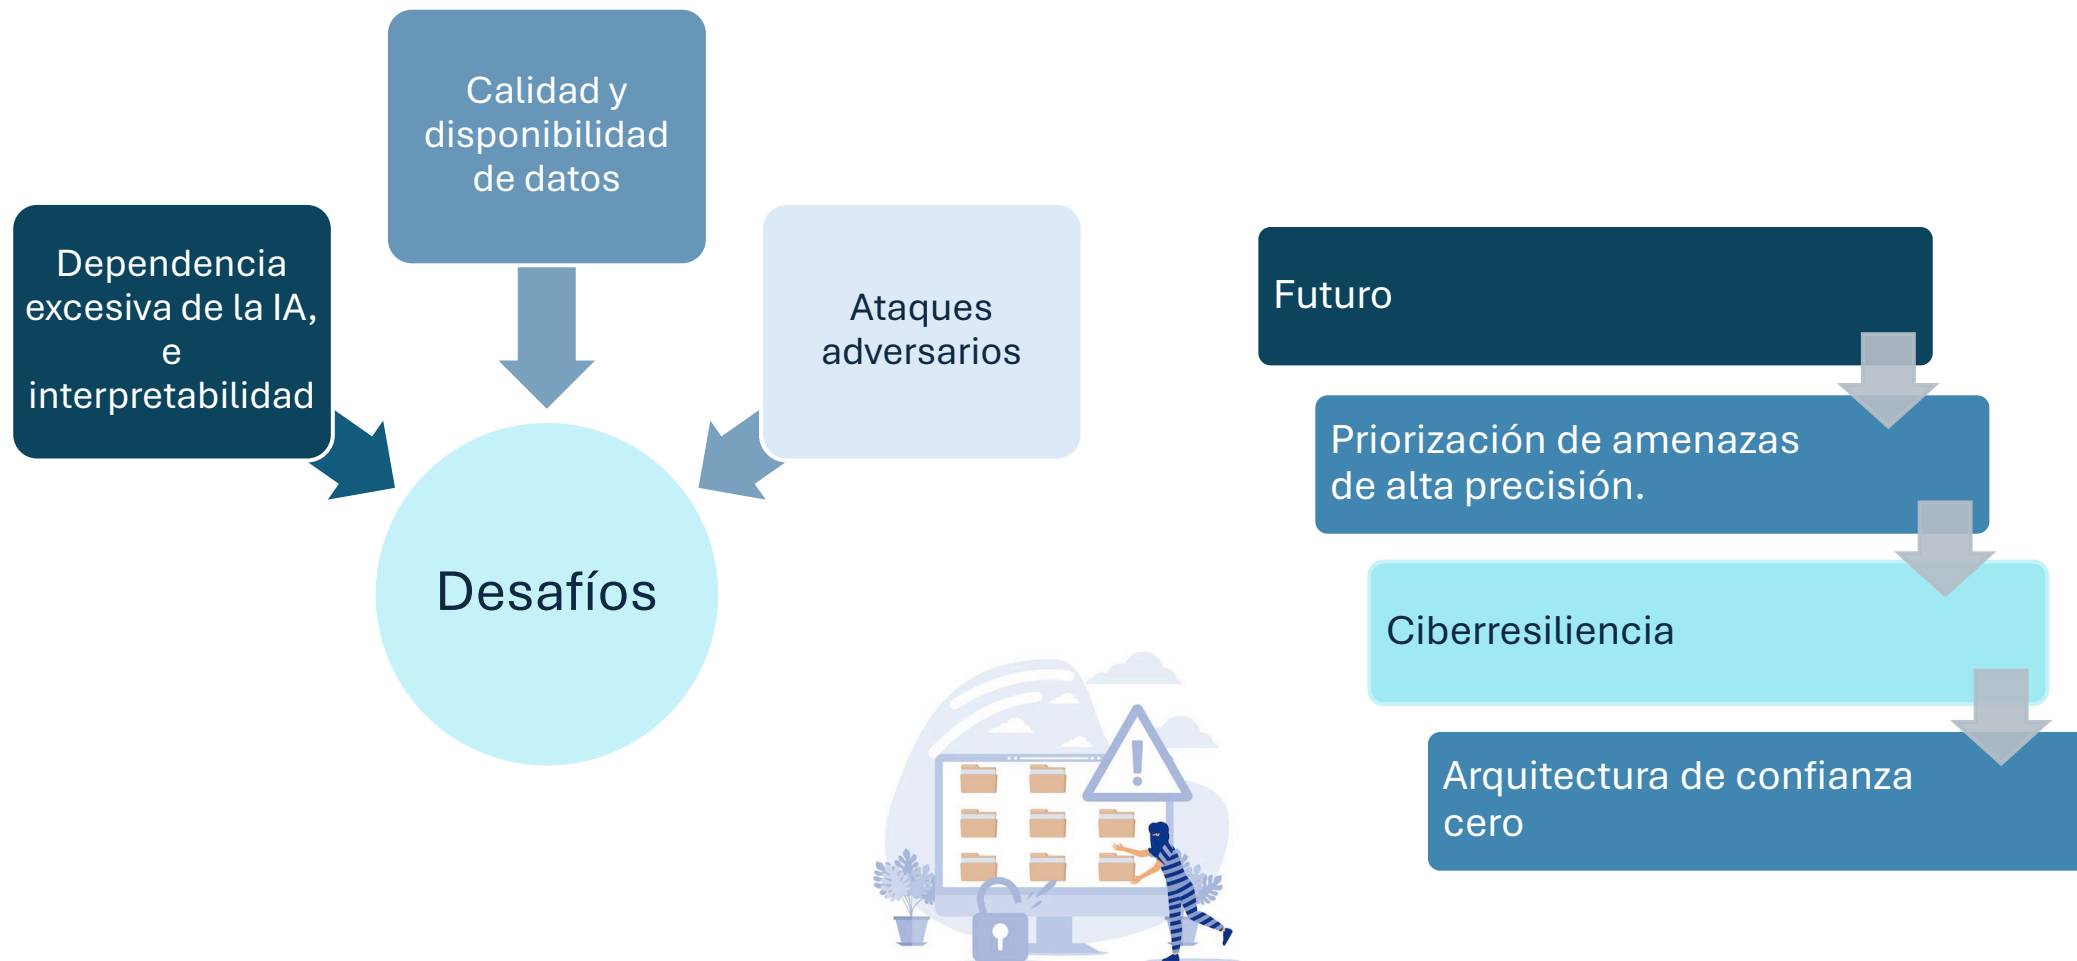 Calidad y
disponibilidad
de datos
Dependencia
excesiva de la IA,
e
interpretabilidad
Ataques
adversarios
Desafíos
Futuro
Priorización de amenazas
de alta precisión.
Ciberresiliencia
Arquitectura de confianza
cero
!